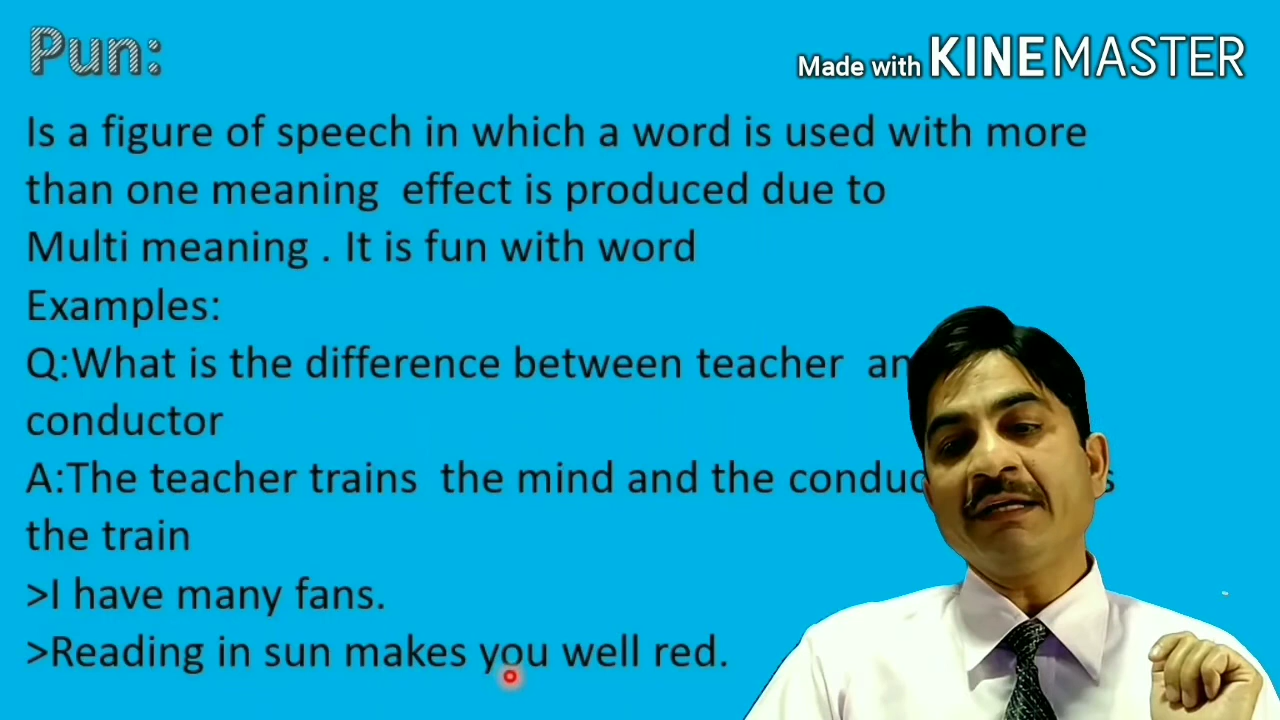 Pun:
Made with KINEMASTER
Is a figure of speech in which a word is used with more
than one meaning effect is produced due to
Multi meaning . It is fun with word
Examples:
Q:What is the difference between teacher
conductor
A:The teacher trains the mind and the
the train
>I have many fans.
>Reading in sun makes you well red.